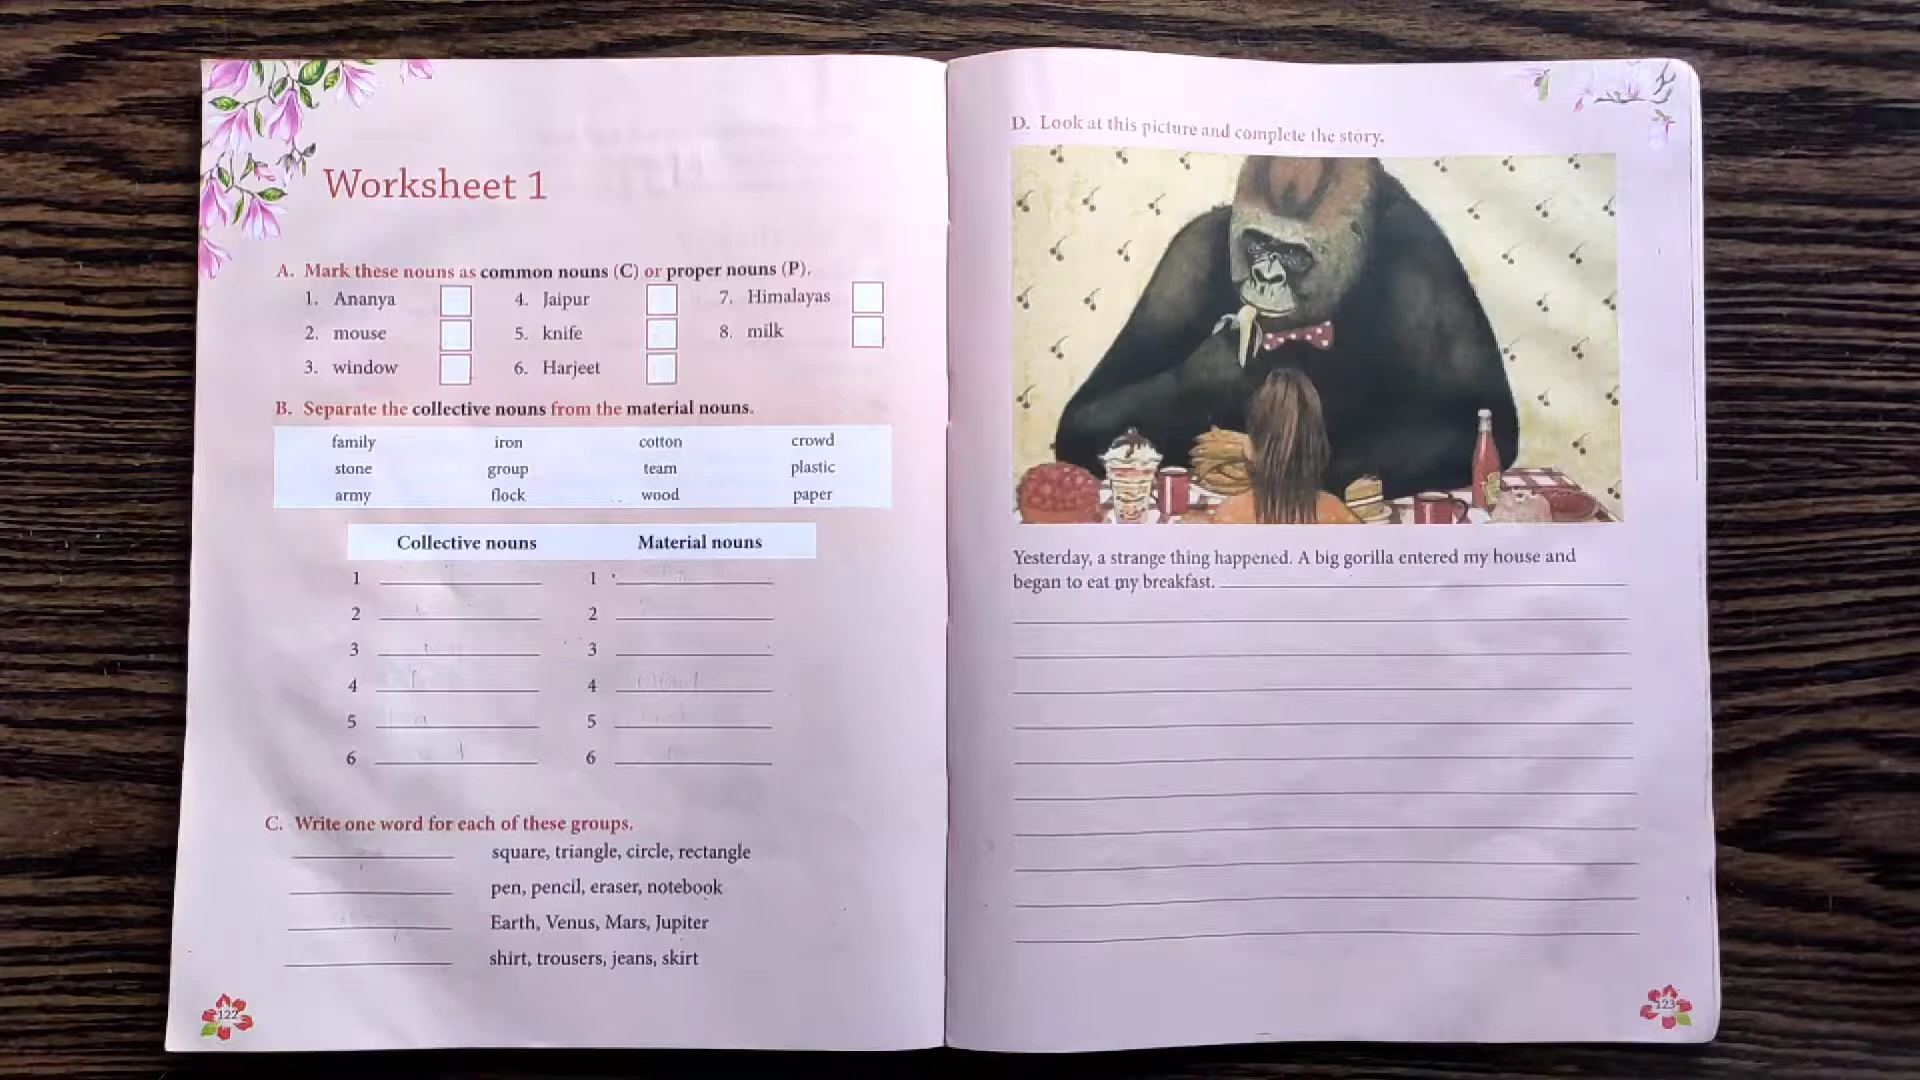 Worksheet 1
A. Mark these nouns as common nouns (C) or proper nouns (P).
1. Ananya 4. Jaipur 7. Himalayas
2. mouse 5. knife 8. milk
3. window 6. Harjeet
B. Separate the collective nouns from the material nouns.
family iron cotton crowd
stone group team plastic
army flock wood paper
Collective nouns Material nouns
1 1
2 2
3 3
4 4
5 5
6 6
C. Write one word for each of these groups.
square, triangle, circle, rectangle
pen, pencil, eraser, notebook
Earth, Venus, Mars, Jupiter
shirt, trousers, jeans, skirt
122
D. Look at this picture and complete the story.
Yesterday, a strange thing happened. A big gorilla entered my house and
began to eat my breakfast.
123